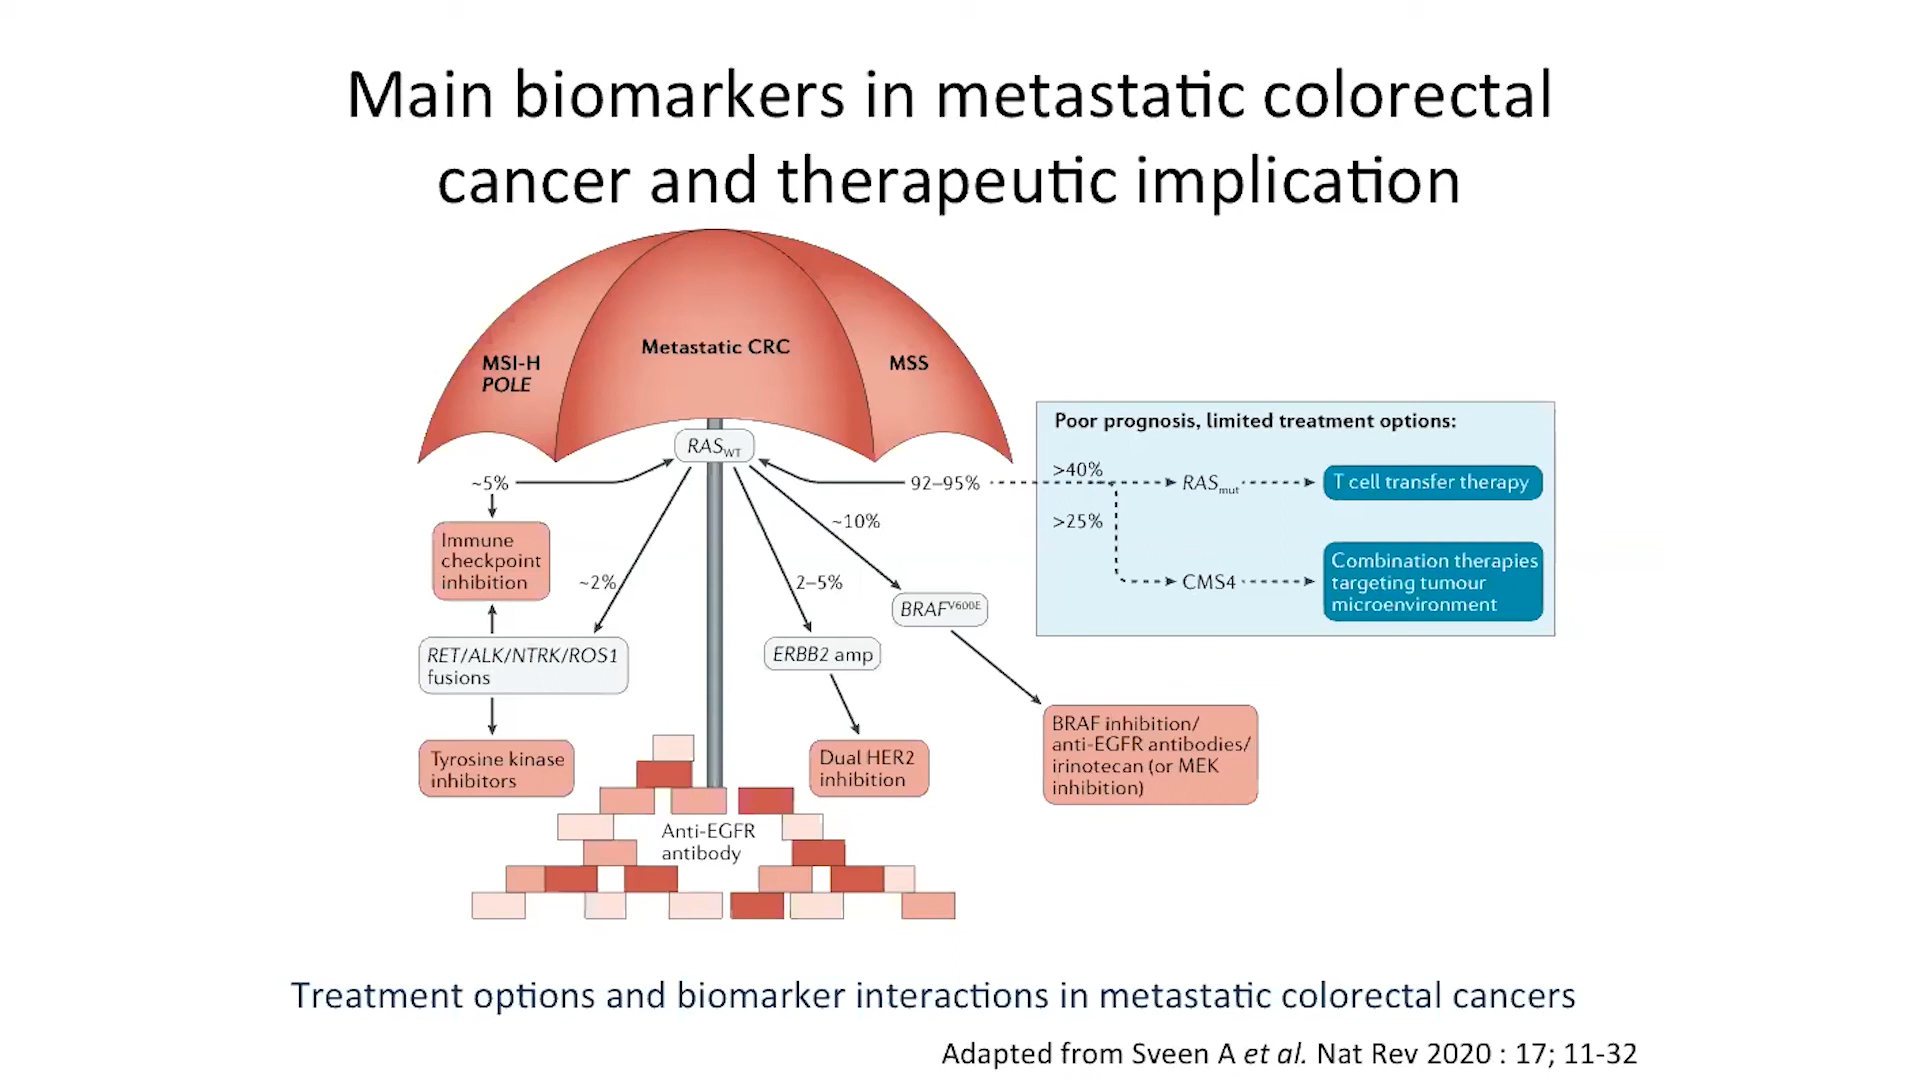 Main biomarkers in metastatic colorectal
cancer and therapeutic implication
MSI-H
POLE
Metastatic CRC
MSS
RASWT
~5%
92–95%
Immune
checkpoint
inhibition
~2%
2–5%
~10%
BRAFV600E
RET/ALK/NTRK/ROS1
fusions
ERBB2 amp
Tyrosine kinase
inhibitors
Dual HER2
inhibition
BRAF inhibition/
anti-EGFR antibodies/
irinotecan (or MEK
inhibition)
Anti-EGFR
antibody
Poor prognosis, limited treatment options:
>40%
RASmut
T cell transfer therapy
>25%
CMS4
Combination therapies
targeting tumour
microenvironment
Treatment options and biomarker interactions in metastatic colorectal cancers
Adapted from Sveen A et al. Nat Rev 2020 : 17; 11-32